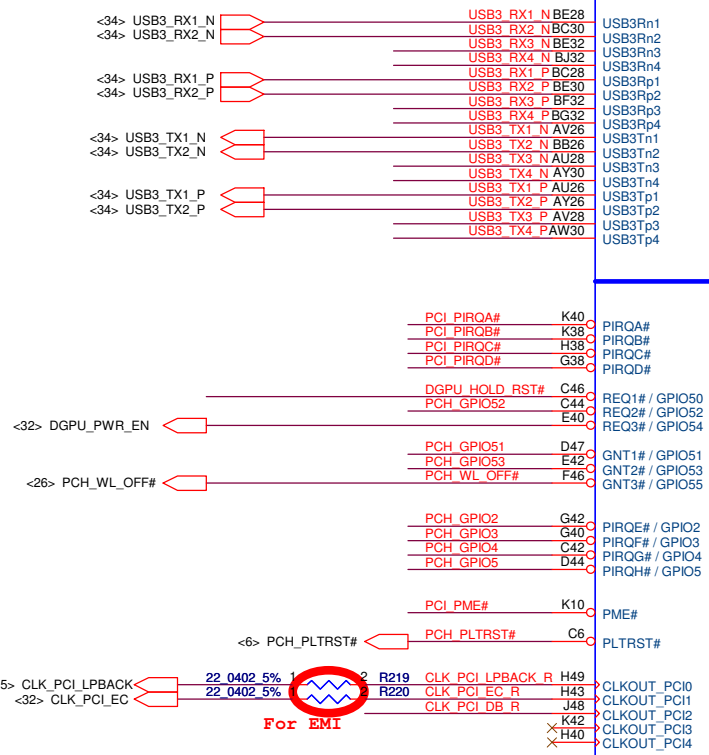 <34> USB3_RX1_N USB3_RX1_N BE28 USB3Rn1
<34> USB3_RX2_N USB3_RX2_N BC30 USB3Rn2
USB3_RX3_N BE32 USB3Rn3
USB3_RX4_N BJ32 USB3Rn4
<34> USB3_RX1_P USB3_RX1_P BC28 USB3Rp1
<34> USB3_RX2_P USB3_RX2_P BE30 USB3Rp2
USB3_RX3_P BF32 USB3Rp3
USB3_RX4_P BG32 USB3Rp4
<34> USB3_TX1_N USB3_TX1_N AV26 USB3Tn1
<34> USB3_TX2_N USB3_TX2_N BB26 USB3Tn2
USB3_TX3_N AU28 USB3Tn3
USB3_TX4_N AY30 USB3Tn4
<34> USB3_TX1_P USB3_TX1_P AU26 USB3Tp1
<34> USB3_TX2_P USB3_TX2_P AY26 USB3Tp2
USB3_TX3_P AV28 USB3Tp3
USB3_TX4_P AW30 USB3Tp4
PCI_PIRQA# K40 PIRQA#
PCI_PIRQB# K38 PIRQB#
PCI_PIRQC# H38 PIRQC#
PCI_PIRQD# G38 PIRQD#
DGPU_HOLD_RST# C46 REQ1# / GPIO50
PCH_GPIO52 C44 REQ2# / GPIO52
<32> DGPU_PWR_EN E40 REQ3# / GPIO54
PCH_GPIO51 D47 GNT1# / GPIO51
PCH_GPIO53 E42 GNT2# / GPIO53
<26> PCH_WL_OFF# PCH_WL_OFF# F46 GNT3# / GPIO55
PCH_GPIO2 G42 PIRQE# / GPIO2
PCH_GPIO3 G40 PIRQF# / GPIO3
PCH_GPIO4 C42 PIRQG# / GPIO4
PCH_GPIO5 D44 PIRQH# / GPIO5
PCI_PME# K10 PME#
<6> PCH_PLTRST# PCH_PLTRST# C6 PLTRST#
5> CLK_PCI_LPBACK 22_0402_5% 1 2 R219 CLK_PCI_LPBACK_R H49 CLKOUT_PCI0
<32> CLK_PCI_EC 22_0402_5% 1 2 R220 CLK_PCI_EC_R H43 CLKOUT_PCI1
CLK_PCI_DB_R J48 CLKOUT_PCI2
K42 CLKOUT_PCI3
H40 CLKOUT_PCI4
For EMI